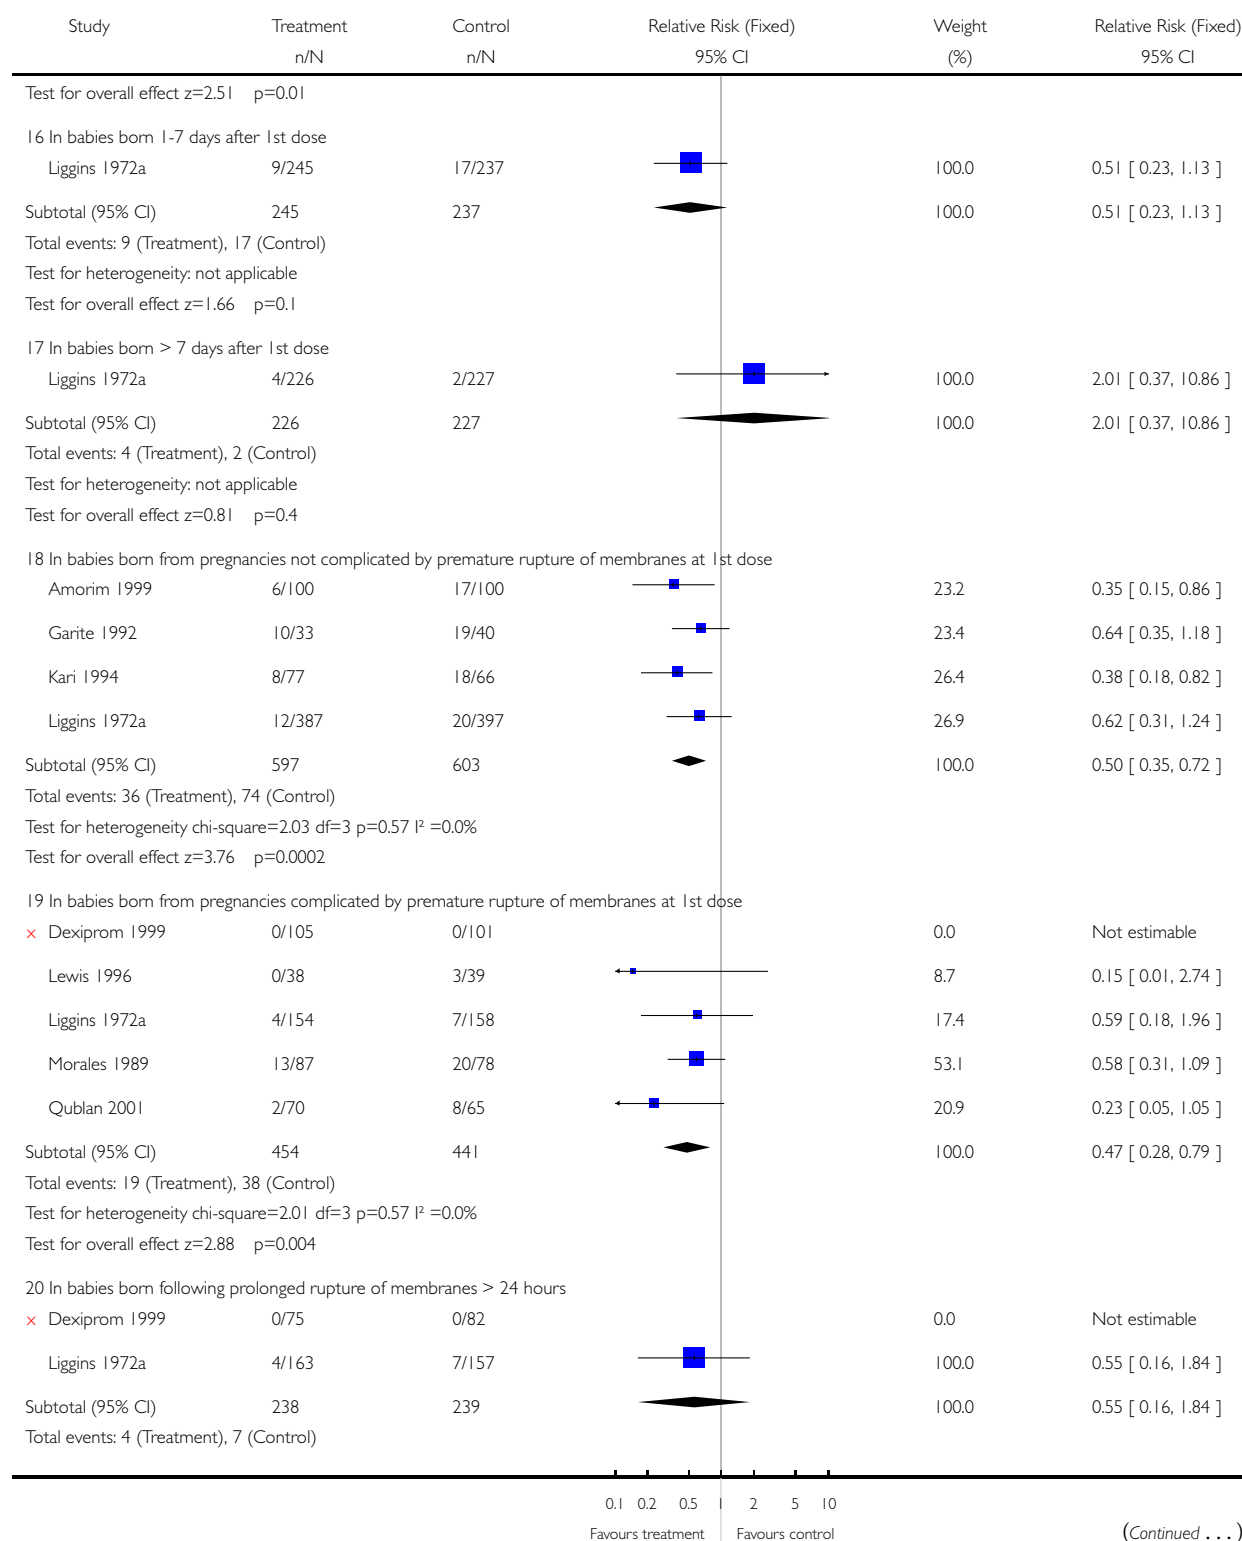 Study Treatment Control Relative Risk (Fixed) Weight Relative Risk (Fixed)
n/N n/N 95% CI (%) 95% CI
Test for overall effect z=2.51 p=0.01
16 In babies born 1-7 days after 1st dose
Liggins 1972a 9/245 17/237 100.0 0.51 [ 0.23, 1.13 ]
Subtotal (95% CI) 245 237 100.0 0.51 [ 0.23, 1.13 ]
Total events: 9 (Treatment), 17 (Control)
Test for heterogeneity: not applicable
Test for overall effect z=1.66 p=0.1
17 In babies born > 7 days after 1st dose
Liggins 1972a 4/226 2/227 100.0 2.01 [ 0.37, 10.86 ]
Subtotal (95% CI) 226 227 100.0 2.01 [ 0.37, 10.86 ]
Total events: 4 (Treatment), 2 (Control)
Test for heterogeneity: not applicable
Test for overall effect z=0.81 p=0.4
18 In babies born from pregnancies not complicated by premature rupture of membranes at 1st dose
Amorim 1999 6/100 17/100 23.2 0.35 [ 0.15, 0.86 ]
Garite 1992 10/33 19/40 23.4 0.64 [ 0.35, 1.18 ]
Kari 1994 8/77 18/66 26.4 0.38 [ 0.18, 0.82 ]
Liggins 1972a 12/387 20/397 26.9 0.62 [ 0.31, 1.24 ]
Subtotal (95% CI) 597 603 100.0 0.50 [ 0.35, 0.72 ]
Total events: 36 (Treatment), 74 (Control)
Test for heterogeneity chi-square=2.03 df=3 p=0.57 I² =0.0%
Test for overall effect z=3.76 p=0.0002
19 In babies born from pregnancies complicated by premature rupture of membranes at 1st dose
x Dexiprom 1999 0/105 0/101 0.0 Not estimable
Lewis 1996 0/38 3/39 8.7 0.15 [ 0.01, 2.74 ]
Liggins 1972a 4/154 7/158 17.4 0.59 [ 0.18, 1.96 ]
Morales 1989 13/87 20/78 53.1 0.58 [ 0.31, 1.09 ]
Qublan 2001 2/70 8/65 20.9 0.23 [ 0.05, 1.05 ]
Subtotal (95% CI) 454 441 100.0 0.47 [ 0.28, 0.79 ]
Total events: 19 (Treatment), 38 (Control)
Test for heterogeneity chi-square=2.01 df=3 p=0.57 I² =0.0%
Test for overall effect z=2.88 p=0.004
20 In babies born following prolonged rupture of membranes > 24 hours
x Dexiprom 1999 0/75 0/82 0.0 Not estimable
Liggins 1972a 4/163 7/157 100.0 0.55 [ 0.16, 1.84 ]
Subtotal (95% CI) 238 239 100.0 0.55 [ 0.16, 1.84 ]
Total events: 4 (Treatment), 7 (Control)
0.1 0.2 0.5 1 2 5 10
Favours treatment Favours control (Continued . . . )